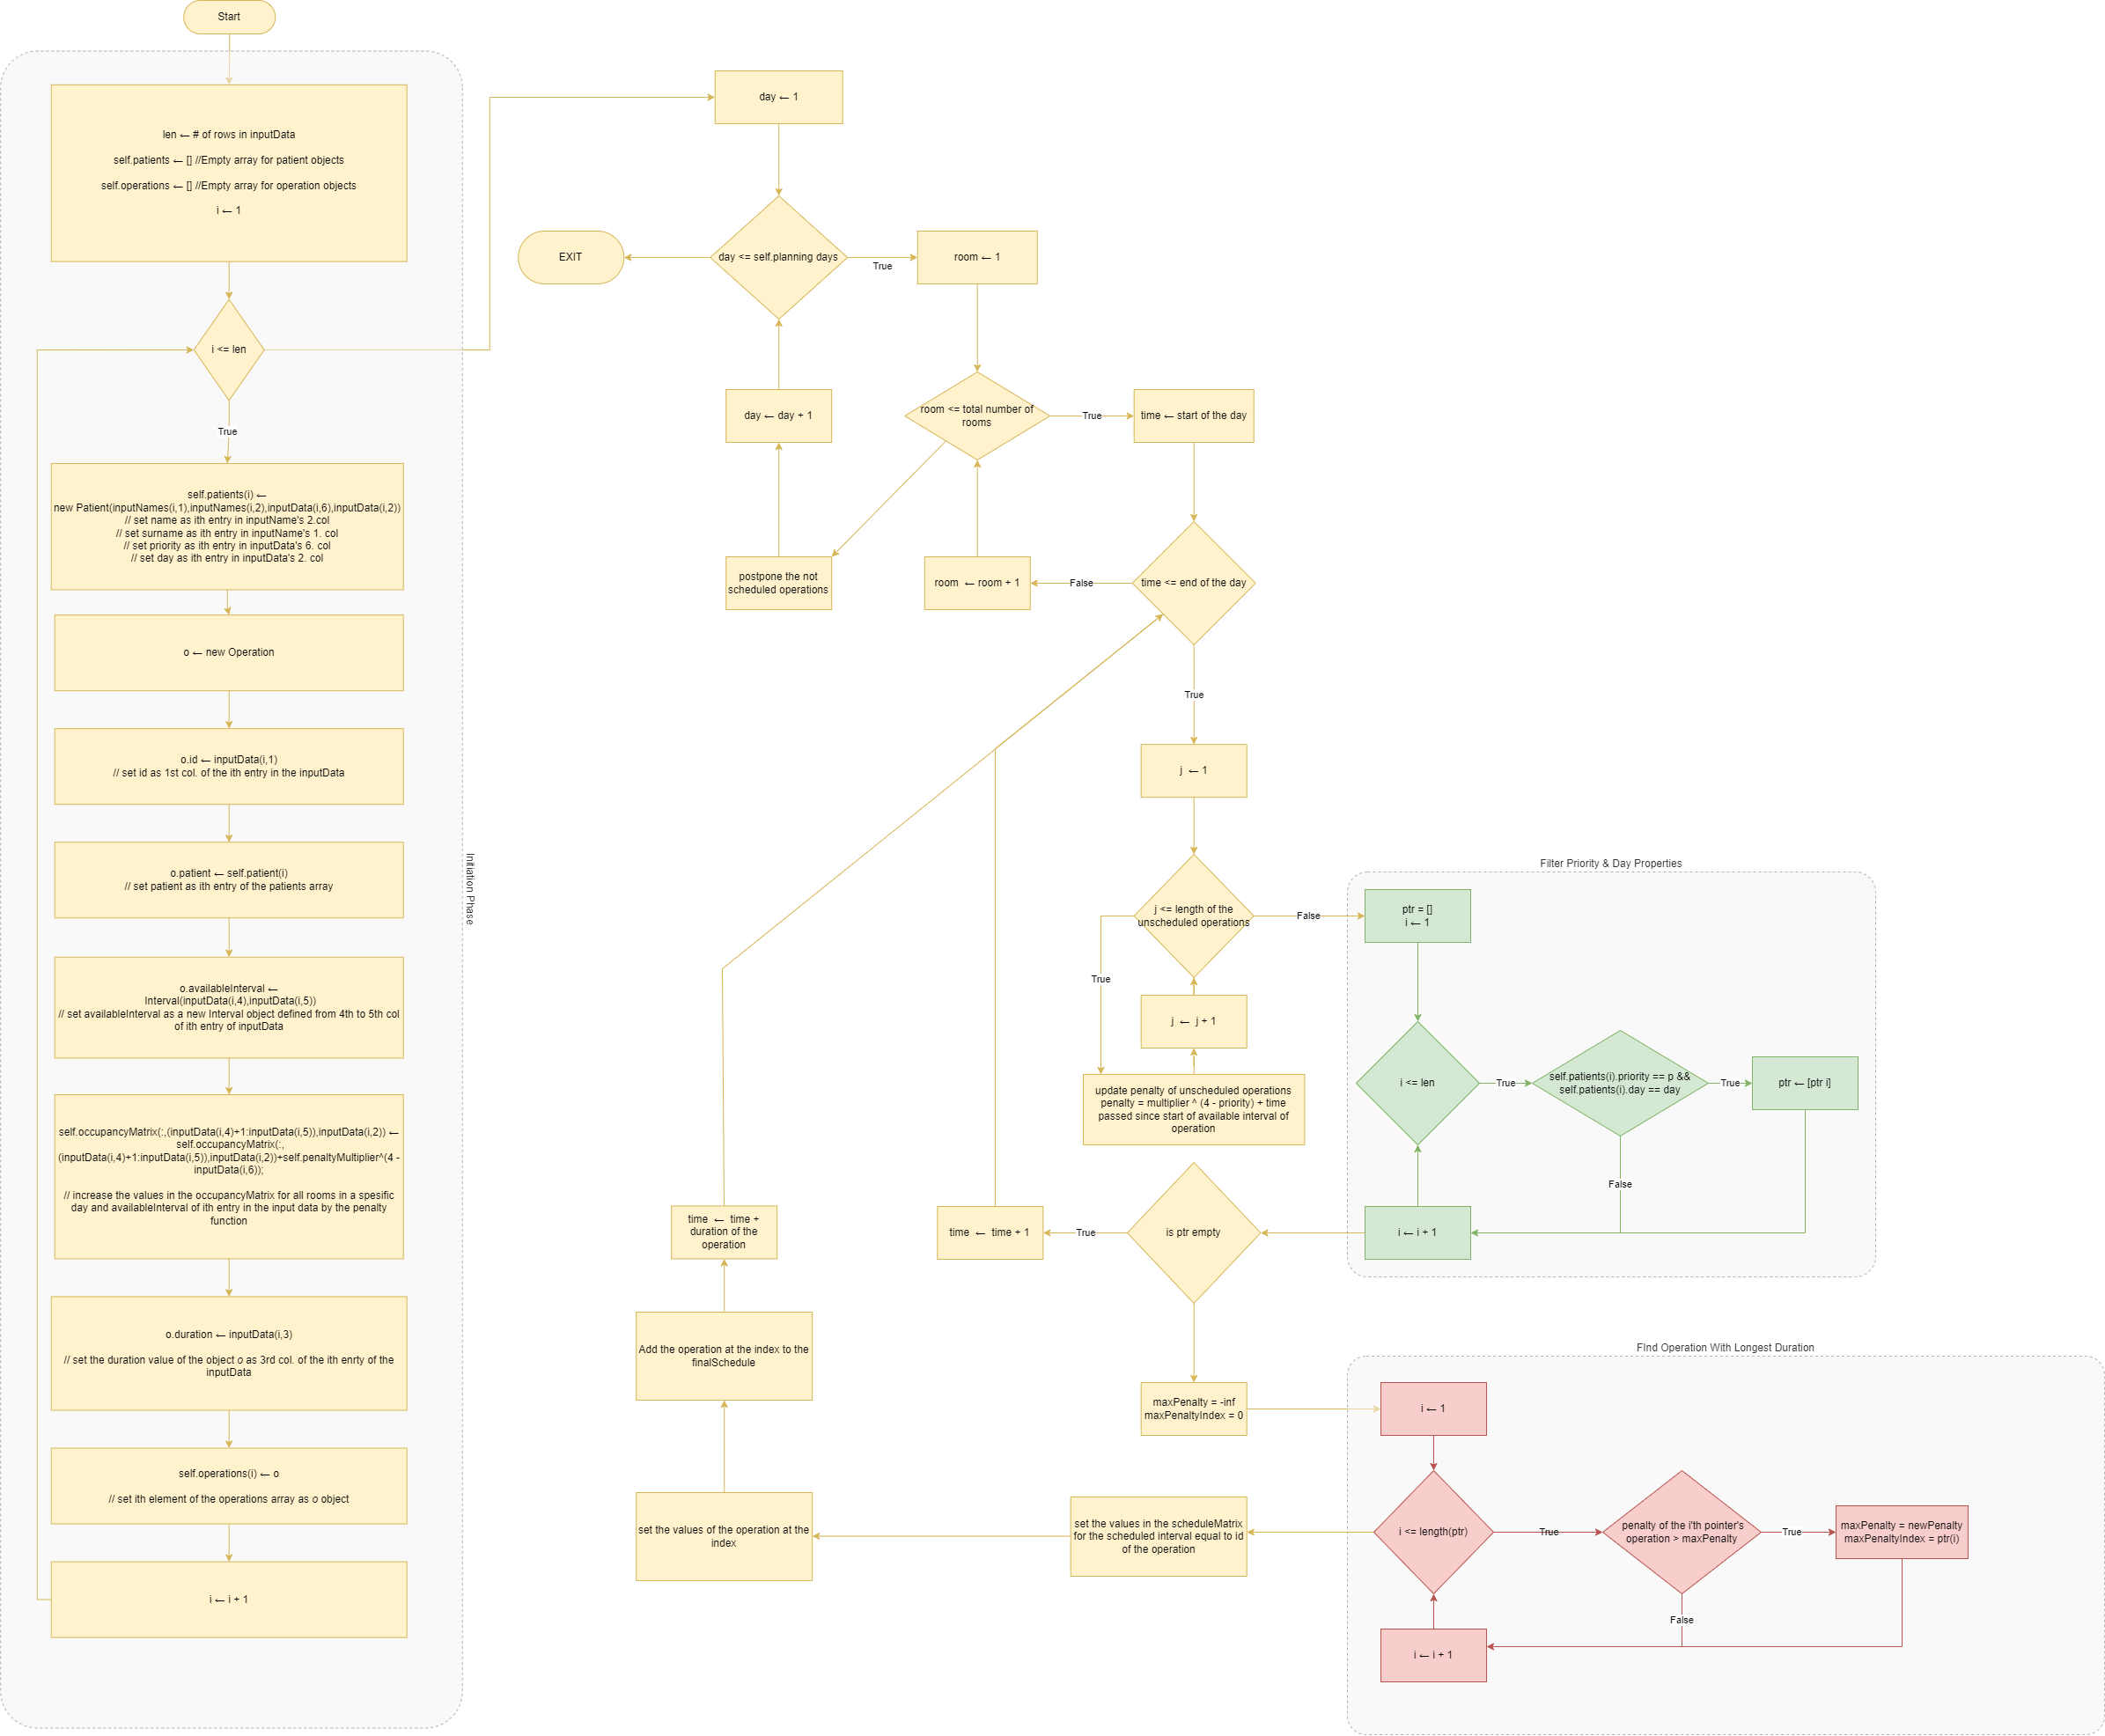 Start
len ← # of rows in inputData
self.patients ← [] //Empty array for patient objects
self.operations ← [] //Empty array for operation objects
i ← 1
i <= len
True
self.patients(i) ←
new Patient(inputNames(i,1),inputNames(i,2),inputData(i,6),inputData(i,2))
// set name as ith entry in inputName's 2.col
// set surname as ith entry in inputName's 1. col
// set priority as ith entry in inputData's 6. col
// set day as ith entry in inputData's 2. col
o ← new Operation
o.id ← inputData(i,1)
// set id as 1st col. of the ith entry in the inputData
o.patient ← self.patient(i)
// set patient as ith entry of the patients array
o.availableInterval ←
Interval(inputData(i,4),inputData(i,5))
// set availableInterval as a new Interval object defined from 4th to 5th col
of ith entry of inputData
self.occupancyMatrix(:,(inputData(i,4)+1:inputData(i,5)),inputData(i,2)) ←
self.occupancyMatrix(:,
(inputData(i,4)+1:inputData(i,5)),inputData(i,2))+self.penaltyMultiplier^(4 -
inputData(i,6));
// increase the values in the occupancyMatrix for all rooms in a spesific
day and availableInterval of ith entry in the input data by the penalty
function
o.duration ← inputData(i,3)
// set the duration value of the object o as 3rd col. of the ith enrty of the
inputData
self.operations(i) ← o
// set ith element of the operations array as o object
i ← i + 1
Initiation Phase
day ← 1
day <= self.planning days
EXIT
True
room ← 1
day ← day + 1
room <= total number of
rooms
True
time ← start of the day
postpone the not
scheduled operations
room ← room + 1
False
time <= end of the day
True
j ← 1
j <= length of the
unscheduled operations
False
True
j ← j + 1
update penalty of unscheduled operations
penalty = multiplier ^ (4 - priority) + time
passed since start of available interval of
operation
Filter Priority & Day Properties
ptr = []
i ← 1
i <= len
True
self.patients(i).priority == p &&
self.patients(i).day == day
True
ptr ← [ptr i]
False
i ← i + 1
is ptr empty
True
time ← time + 1
time ← time +
duration of the
operation
Add the operation at the index to the
finalSchedule
maxPenalty = -inf
maxPenaltyIndex = 0
FInd Operation With Longest Duration
i ← 1
i <= length(ptr)
True
penalty of the i'th pointer's
operation > maxPenalty
True
maxPenalty = newPenalty
maxPenaltyIndex = ptr(i)
False
i ← i + 1
set the values in the scheduleMatrix
for the scheduled interval equal to id
of the operation
set the values of the operation at the
index